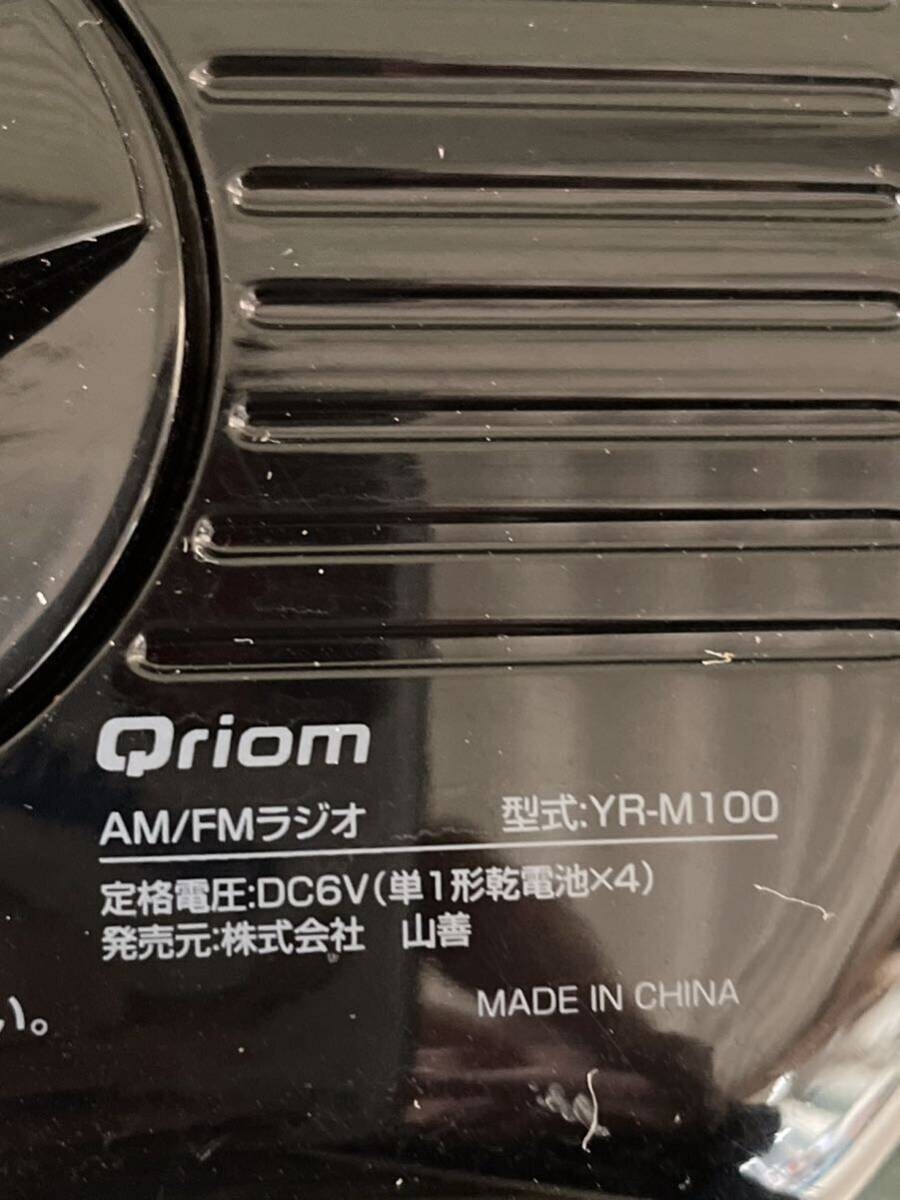 Qriom
AM/FMラジオ 型式:YR-M100
定格電圧:DC6V(単1形乾電池×4)
発売元:株式会社 山善
い。
MADE IN CHINA